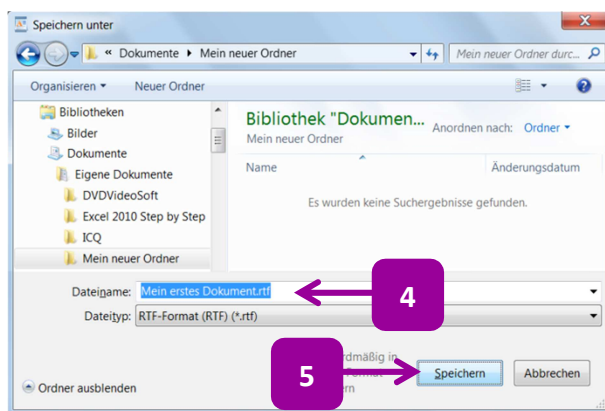 Speichern unter
« Dokumente Mein neuer Ordner
Mein neuer Ordner durc...
Organisieren
Neuer Ordner
Bibliotheken
Bilder
Dokumente
Eigene Dokumente
DVDVideoSoft
Excel 2010 Step by Step
ICQ
Mein neuer Ordner
Bibliothek "Dokumen...
Mein neuer Ordner
Anordnen nach: Ordner
Name
Änderungsdatum
Es wurden keine Suchergebnisse gefunden.
Dateiname: Mein erstes Dokument.rtf
4
Dateityp: RTF-Format (RTF) (*.rtf)
5
Speichern
Abbrechen
Ordner ausblenden